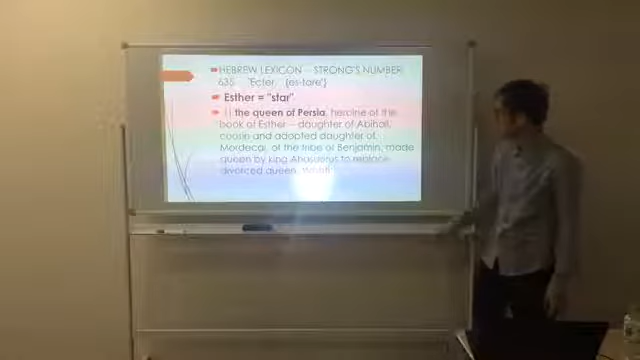 HEBREW LEXICON – STRONG'S NUMBER
635 "Ecter (es-tare')
Esther = "star"
the queen of Persia, heroine of the
book of Esther – daughter of Abihail,
cousin and adopted daughter of
Mordecai, of the tribe of Benjamin, made
queen by king Ahasuerus to replace
divorced queen,